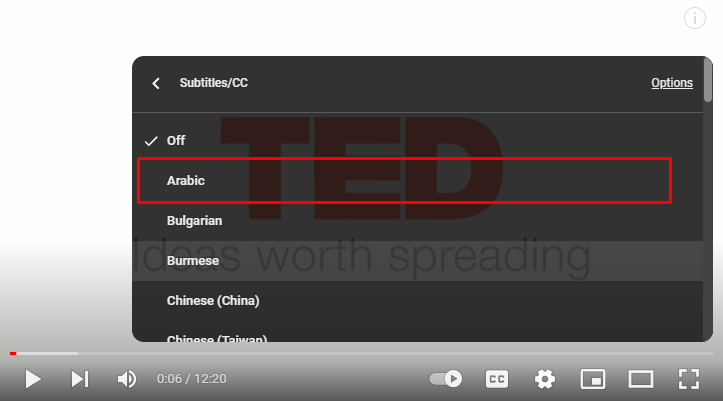 Subtitles/CC
Options
Off
TED
Arabic
Bulgarian
Ideas worth spreading
Burmese
Chinese (China)
Chinese (Taiwan)
0:06 / 12:20
CC